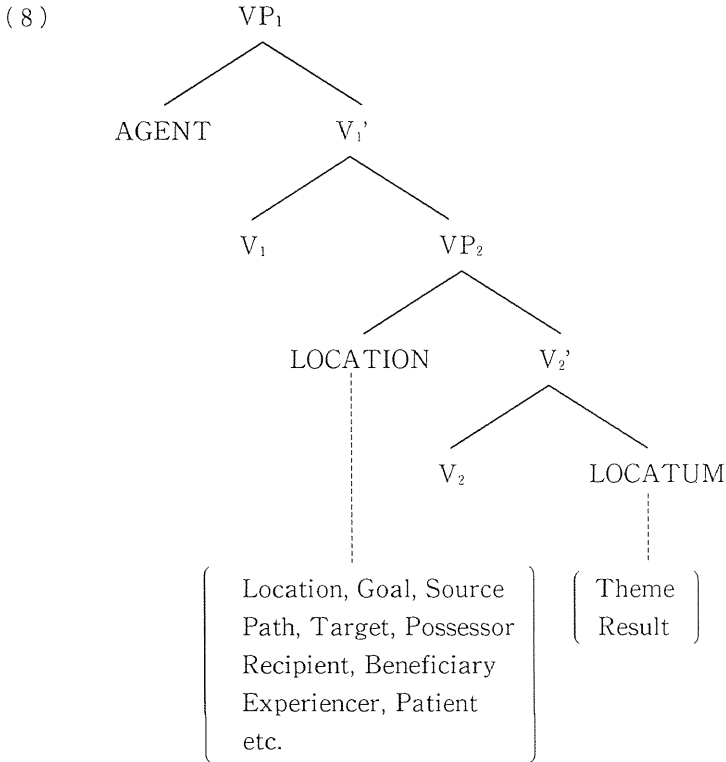 (8)
VP₁
AGENT V₁'
V₁ VP₂
LOCATION V₂'
V₂ LOCATUM
Location, Goal, Source
Path, Target, Possessor
Recipient, Beneficiary
Experiencer, Patient
etc.
Theme
Result